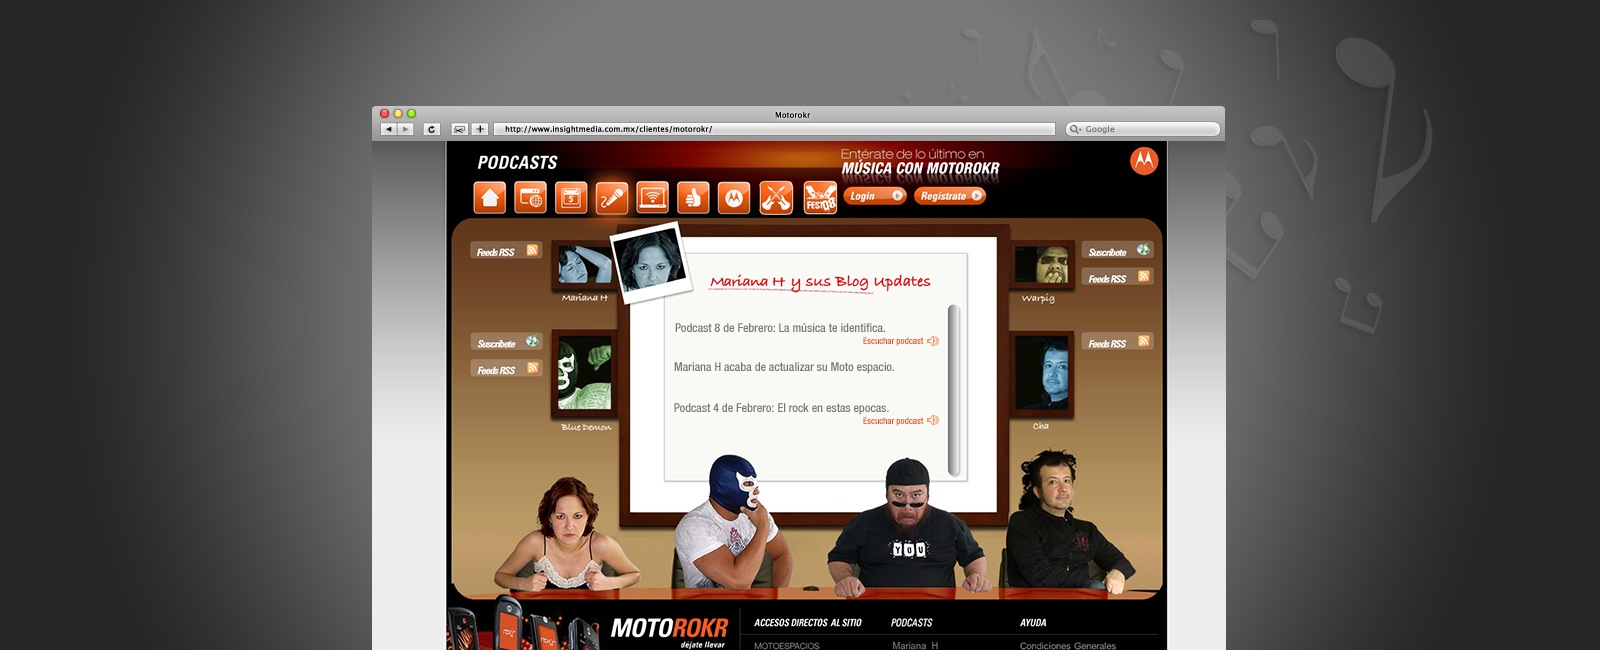 Motorokr
http://www.insightmedia.com.mx/clientes/motorokr/
Google
PODCASTS
Entérate de lo último en
MÚSICA CON MOTOROKR
5
FEST 08
Login
Regístrate
Feeds RSS
Mariana H
Suscríbete
Feeds RSS
Blue Demon
Mariana H y sus Blog Updates
Podcast 8 de Febrero: La música te identifica.
Escuchar podcast
Mariana H acaba de actualizar su Moto espacio.
Podcast 4 de Febrero: El rock en estas epocas.
Escuchar podcast
Warpig
Suscríbete
Feeds RSS
Cha
Feeds RSS
YOU
MOTOROKR
déjate llevar
ACCESOS DIRECTOS AL SITIO
PODCASTS
AYUDA
MOTOESPACIOS
Mariana H
Condiciones Generales